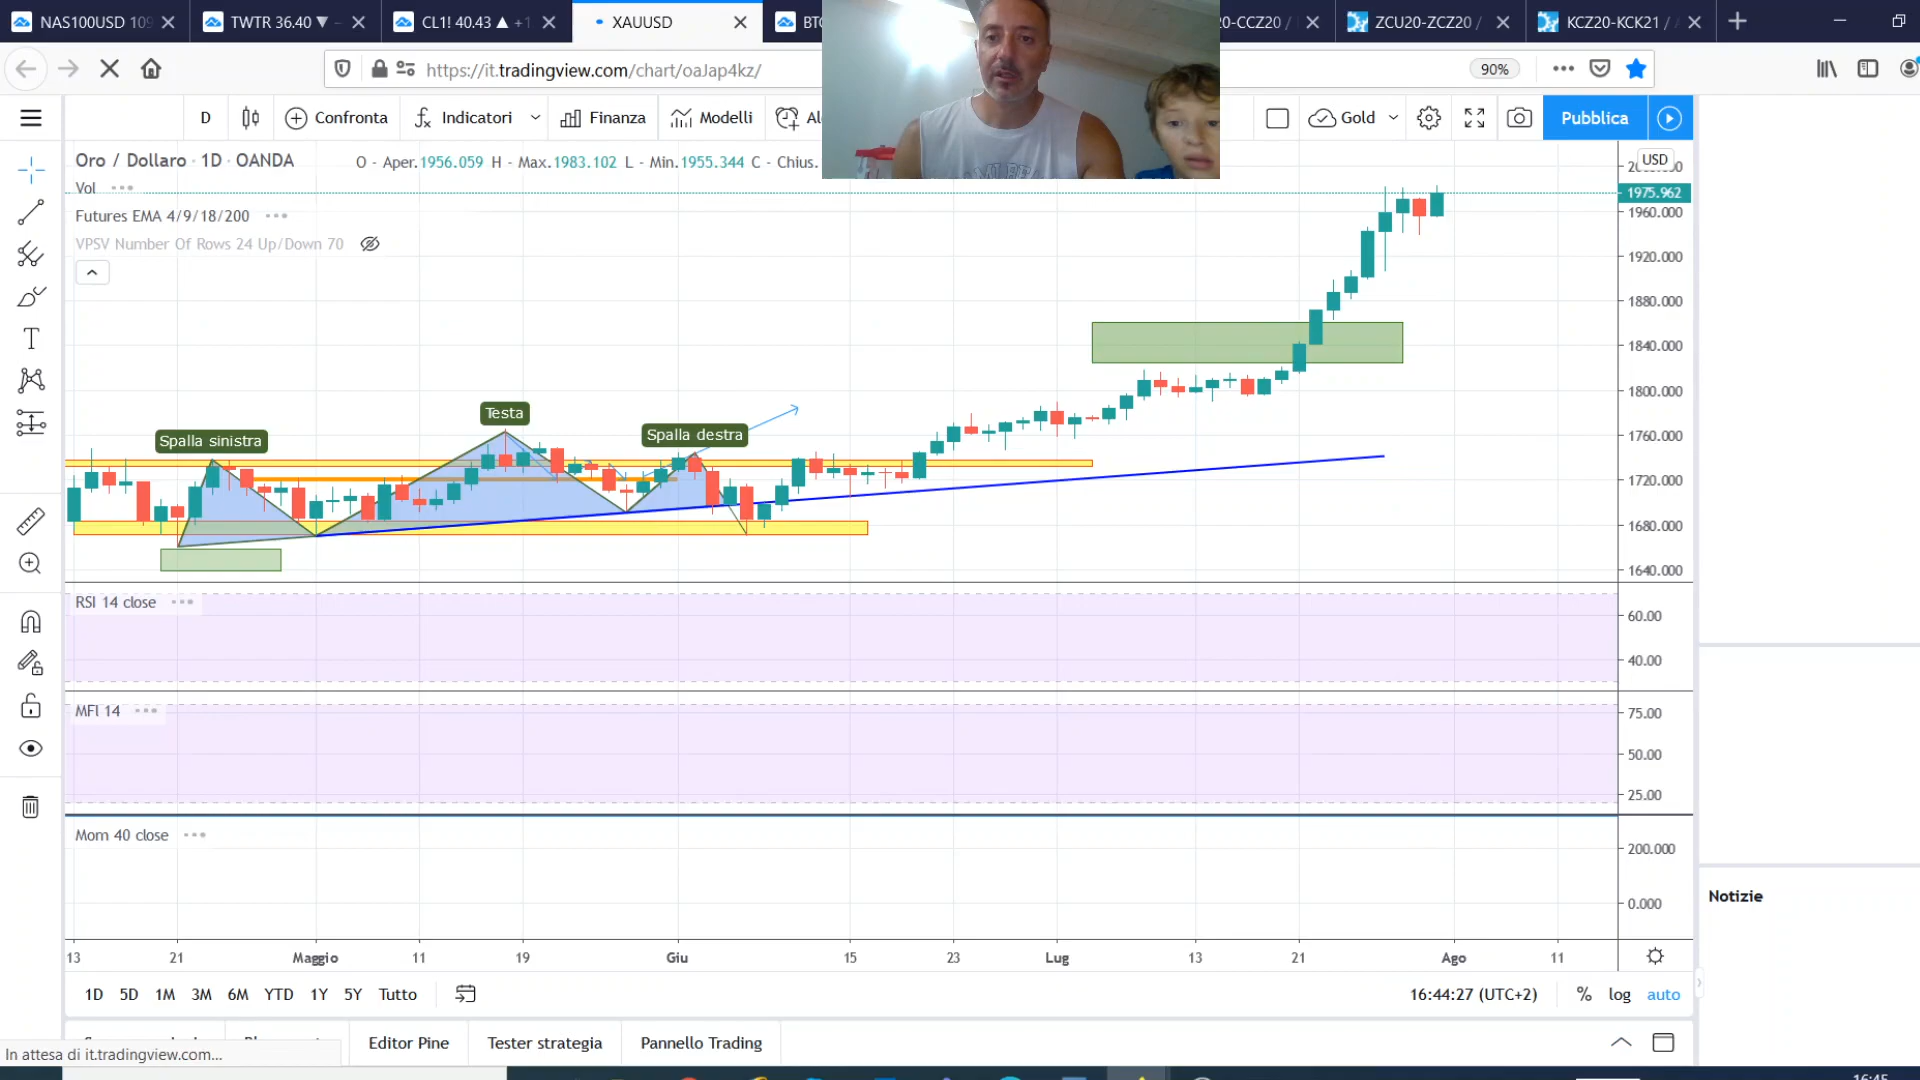 NAS100USD 109
TWTR 36.40 ▼ -
CL1! 40.43 ▲ +1
XAUUSD
BTC
20-CCZ20 /
ZCU20-ZCZ20 /
KCZ20-KCK21 /
https://it.tradingview.com/chart/oaJap4kz/
90%
D
Confronta
Indicatori
Finanza
Modelli
Al
Gold
Pubblica
Oro / Dollaro · 1D · OANDA
O - Aper.1956.059 H - Max.1983.102 L - Min.1955.344 C - Chius.
Vol
Futures EMA 4/9/18/200
VPSV Number Of Rows 24 Up/Down 70
USD
1975.962
1960.000
1920.000
1880.000
1840.000
1800.000
1760.000
1720.000
1680.000
1640.000
Testa
Spalla sinistra
Spalla destra
RSI 14 close
60.00
40.00
MFI 14
75.00
50.00
25.00
Mom 40 close
200.000
0.000
Notizie
13 21 Maggio 11 19 Giu 15 23 Lug 13 21 Ago 11
1D 5D 1M 3M 6M YTD 1Y 5Y Tutto
16:44:27 (UTC+2) % log auto
Editor Pine
Tester strategia
Pannello Trading
In attesa di it.tradingview.com...
16:45